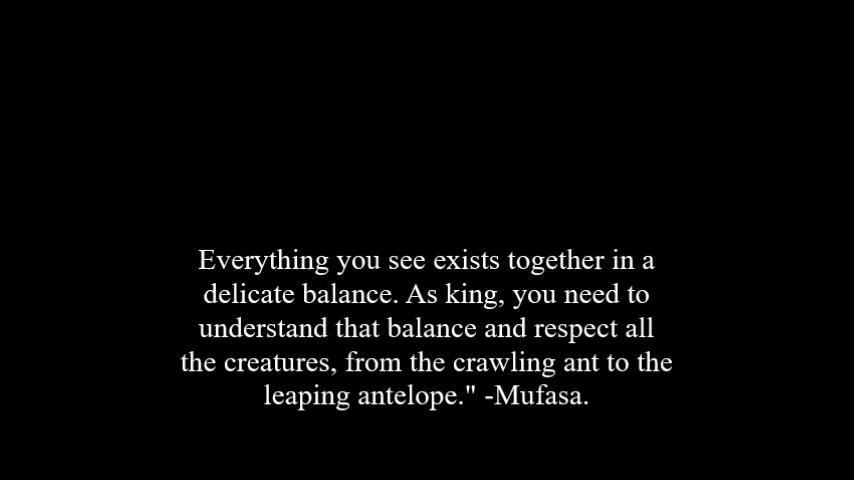 Everything you see exists together in a
delicate balance. As king, you need to
understand that balance and respect all
the creatures, from the crawling ant to the
leaping antelope." -Mufasa.